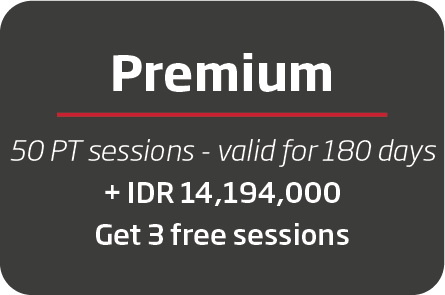 Premium
50 PT sessions - valid for 180 days
+ IDR 14,194,000
Get 3 free sessions